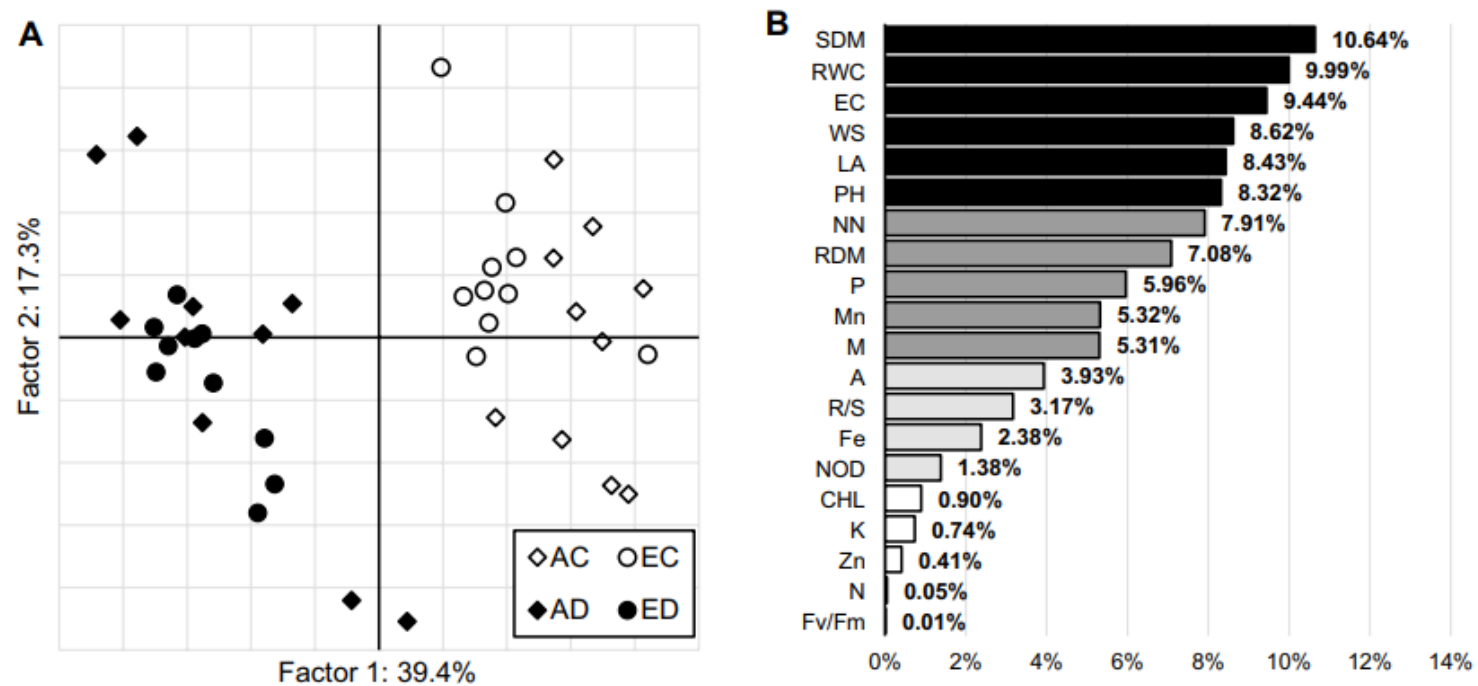 A
Factor 2: 17.3%
Factor 1: 39.4%
AC EC
AD ED
B
SDM 10.64%
RWC 9.99%
EC 9.44%
WS 8.62%
LA 8.43%
PH 8.32%
NN 7.91%
RDM 7.08%
P 5.96%
Mn 5.32%
M 5.31%
A 3.93%
R/S 3.17%
Fe 2.38%
NOD 1.38%
CHL 0.90%
K 0.74%
Zn 0.41%
N 0.05%
Fv/Fm 0.01%
0% 2% 4% 6% 8% 10% 12% 14%